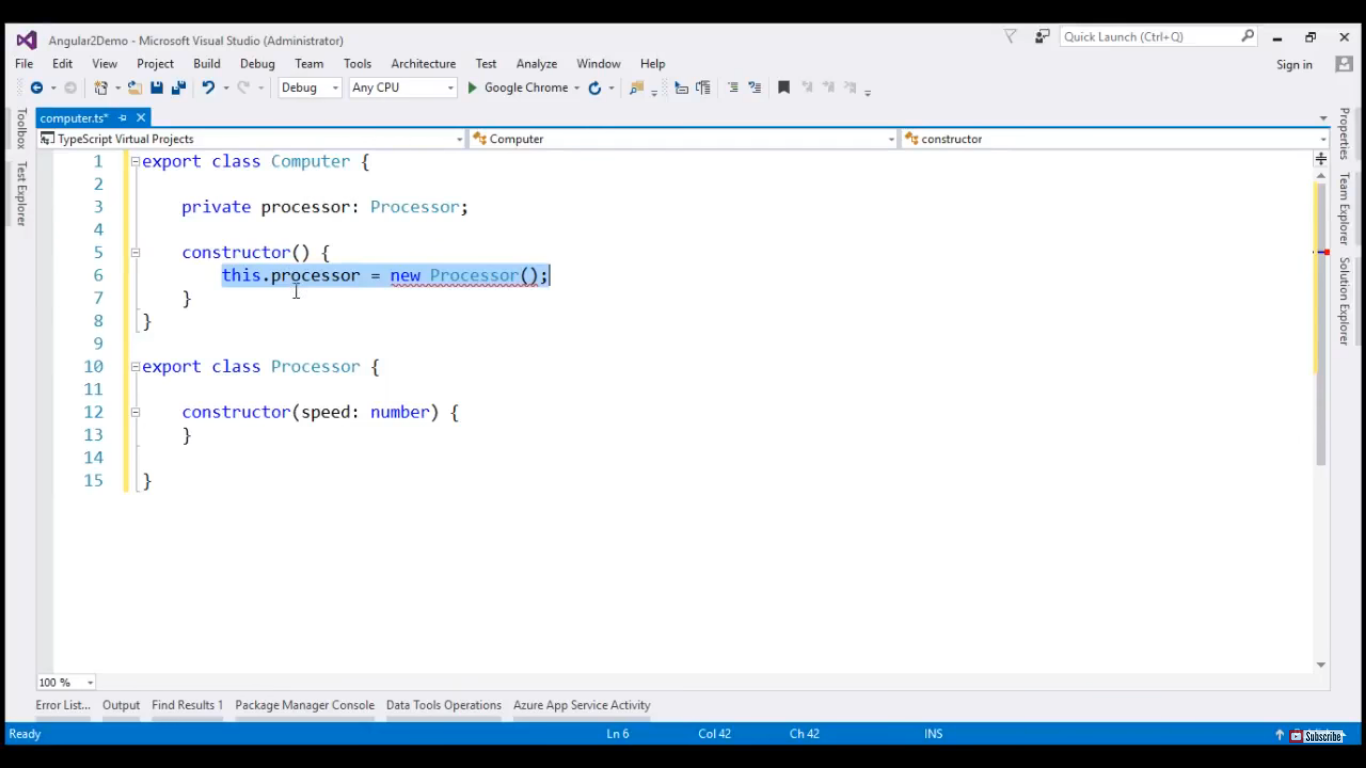 Angular2Demo - Microsoft Visual Studio (Administrator)
Quick Launch (Ctrl+Q)
File Edit View Project Build Debug Team Tools Architecture Test Analyze Window Help
Sign in
Debug Any CPU Google Chrome
Toolbox
Test Explorer
computer.ts*
TypeScript Virtual Projects Computer constructor
1 export class Computer {
2
3 private processor: Processor;
4
5 constructor() {
6 this.processor = new Processor();
7 }
8 }
9
10 export class Processor {
11
12 constructor(speed: number) {
13 }
14
15 }
Properties
Team Explorer
Solution Explorer
100 %
Error List... Output Find Results 1 Package Manager Console Data Tools Operations Azure App Service Activity
Ready Ln 6 Col 42 Ch 42 INS
Subscribe